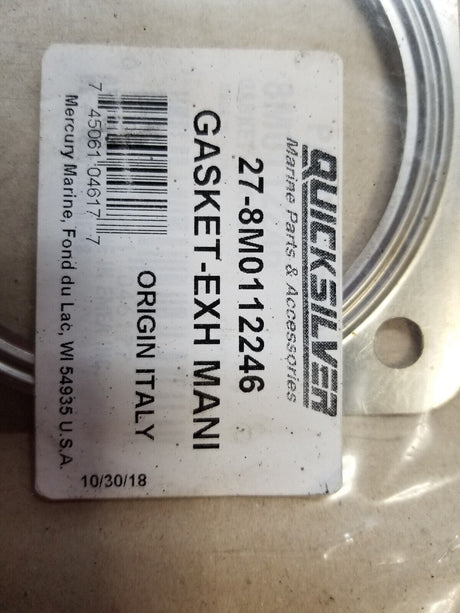 QUICKSILVER
Marine Parts & Accessories
27-8M0112246
GASKET-EXH MANI
ORIGIN ITALY
7 45061 04617 7
Mercury Marine, Fond du Lac, WI 54935 U.S.A.
10/30/18